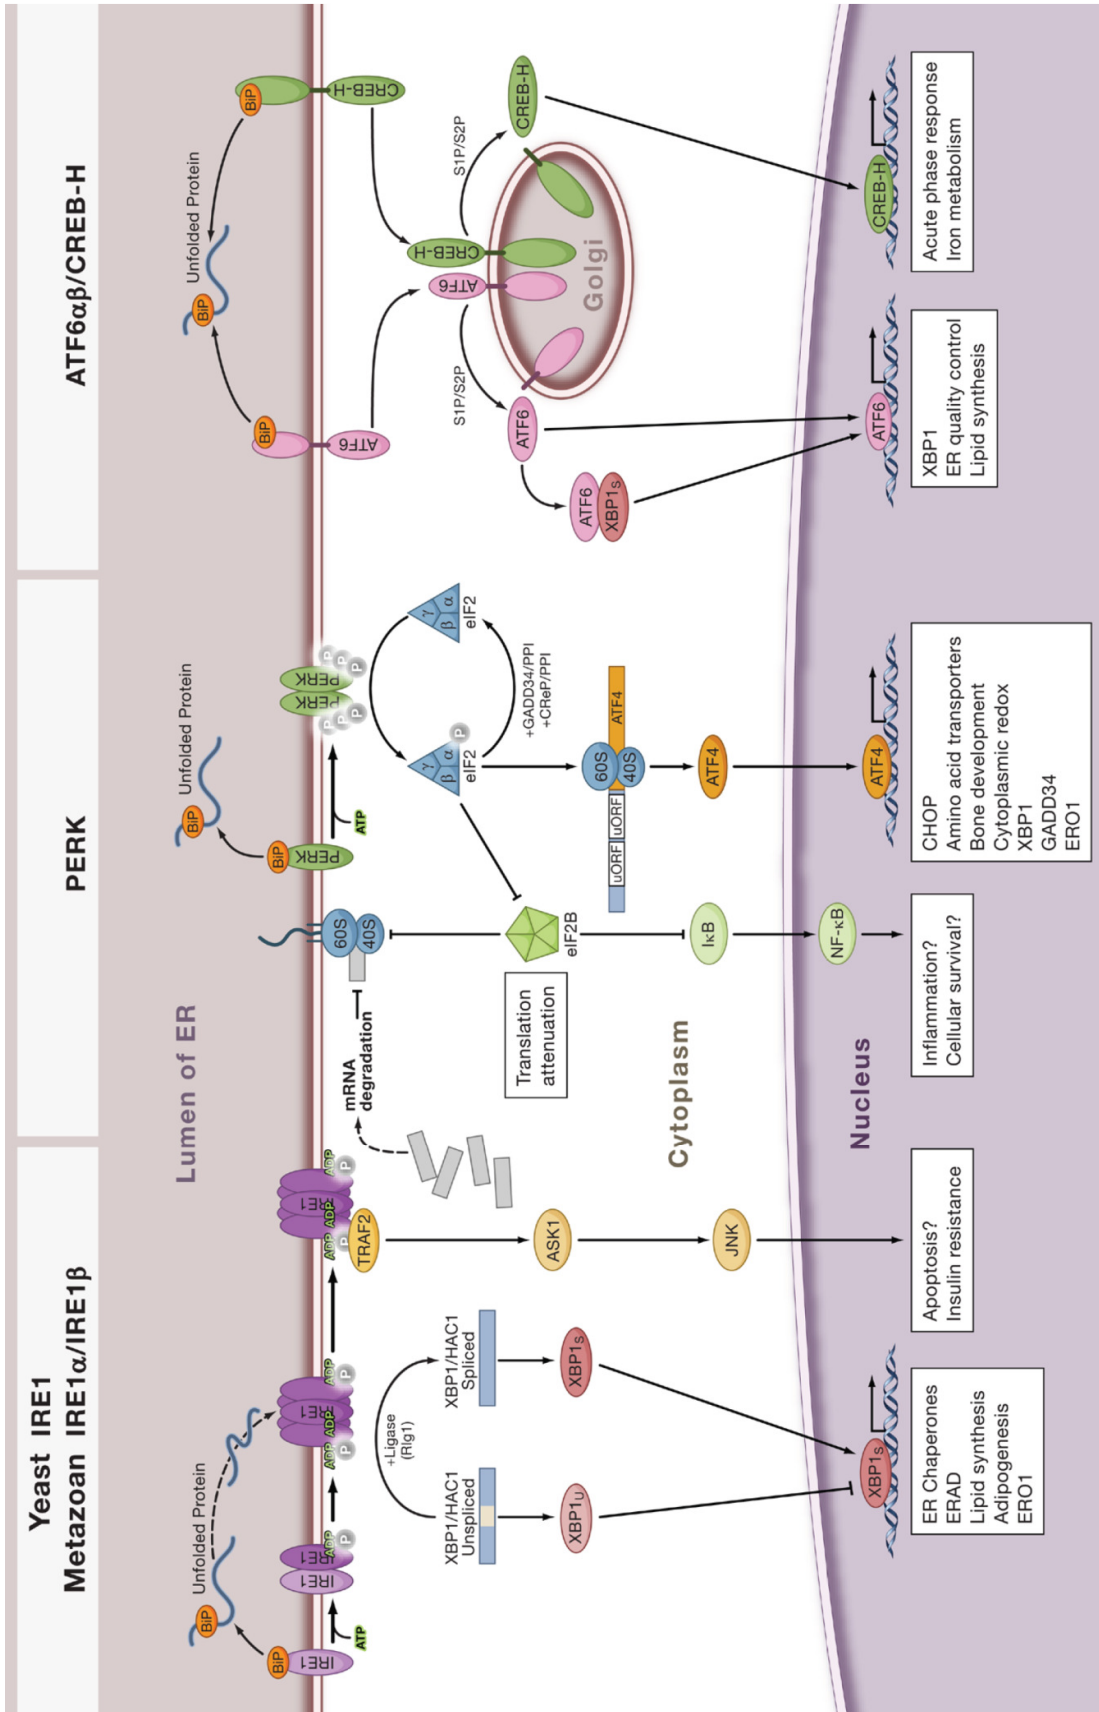 Yeast IRE1
Metazoan IRE1α/IRE1β
PERK
ATF6αβ/CREB-H
Lumen of ER
Unfolded Protein
BiP
BiP
IRE1
ATP
IRE1
IRE1
ADP
P
IRE1
ADP
ADP
ADP
P
P
IRE1
ADP
ADP
ADP
P
P
TRAF2
ASK1
JNK
Apoptosis?
Insulin resistance
+Ligase
(Rlg1)
XBP1/HAC1
Unspliced
XBP1/HAC1
Spliced
XBP1U
XBP1S
XBP1S
ER Chaperones
ERAD
Lipid synthesis
Adipogenesis
ERO1
mRNA
degradation
60S
40S
Translation
attenuation
eIF2B
IκB
NF-κB
Inflammation?
Cellular survival?
Unfolded Protein
BiP
BiP
PERK
ATP
PERK
PERK
P
P
P
P
P
P
γ
β
α
P
eIF2
γ
β
α
eIF2
+GADD34/PPI
+CReP/PPI
uORF
uORF
60S
40S
ATF4
ATF4
ATF4
CHOP
Amino acid transporters
Bone development
Cytoplasmic redox
XBP1
GADD34
ERO1
Unfolded Protein
BiP
BiP
BiP
ATF6
CREB-H
ATF6
CREB-H
Golgi
S1P/S2P
S1P/S2P
ATF6
CREB-H
ATF6
XBP1S
ATF6
CREB-H
XBP1
ER quality control
Lipid synthesis
Acute phase response
Iron metabolism
Cytoplasm
Nucleus